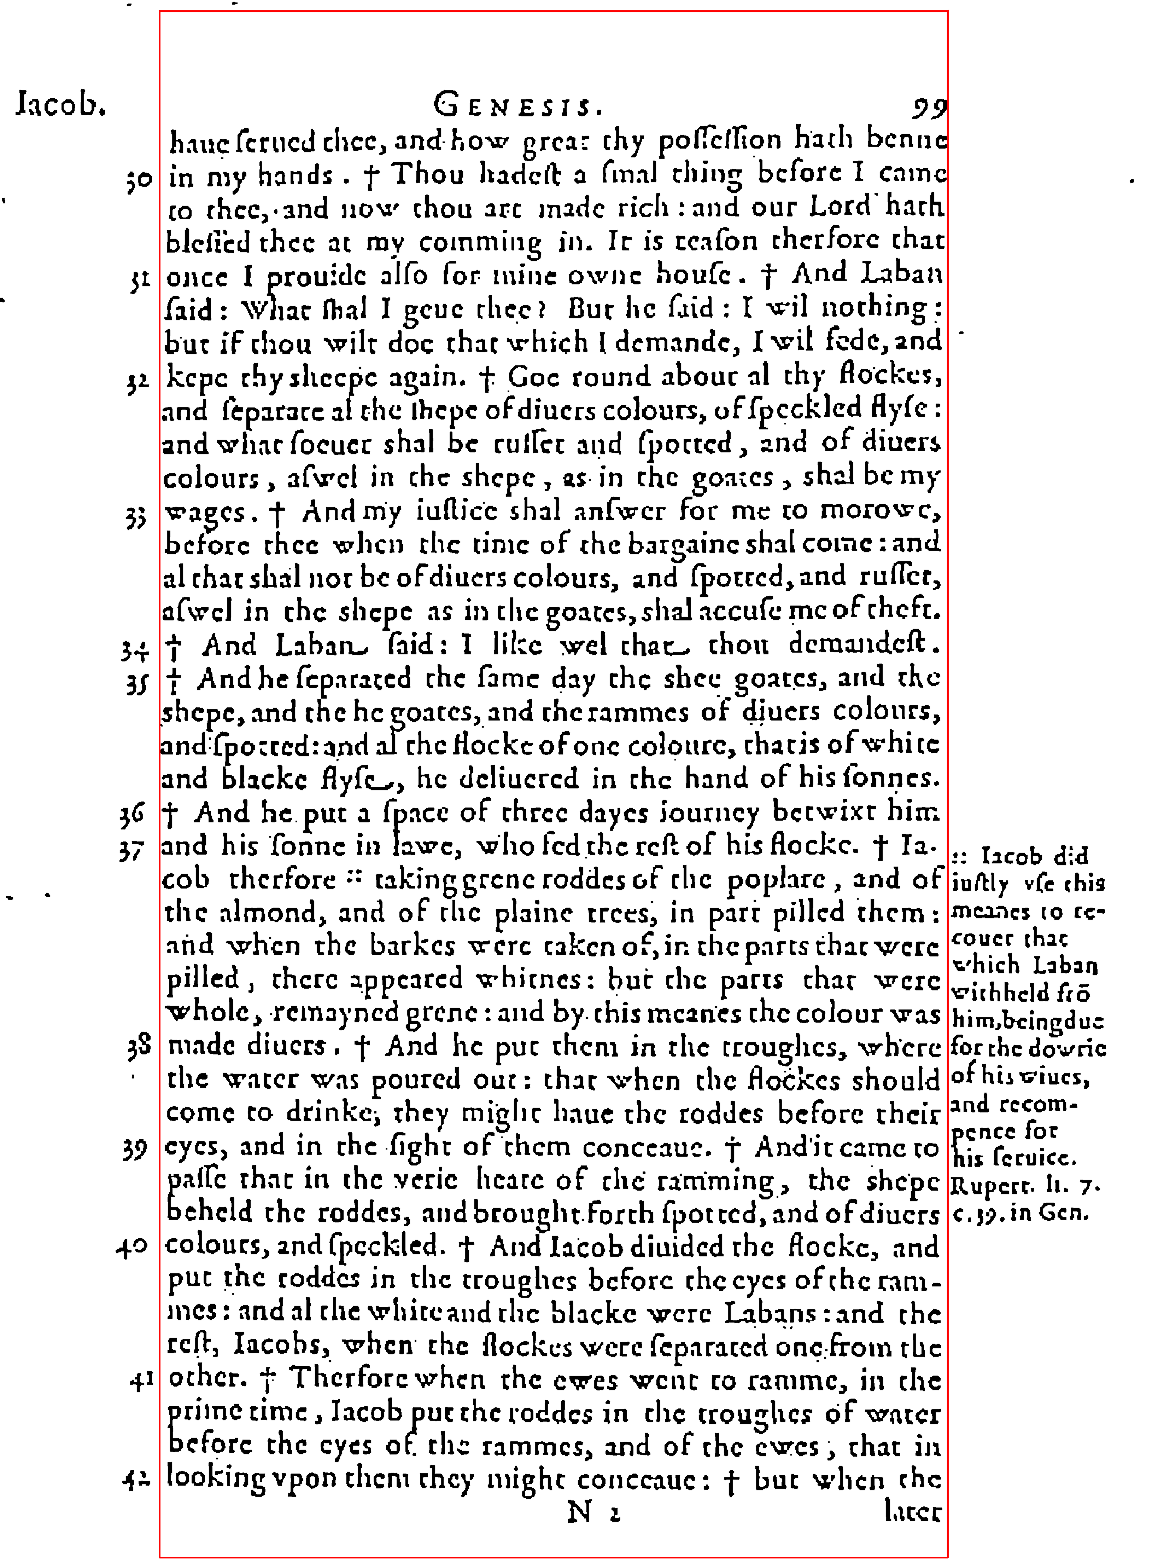 Iacob. GENESIS. 99
haue ſerued thee, and how great thy poſſeſſion hath benne
30 in my hands. † Thou hadeſt a ſmal thing before I came
to thee, and now thou art made rich: and our Lord hath
bleſſed thee at my comming in. It is reaſon therfore that
31 once I prouide alſo for mine owne houſe. † And Laban
ſaid: What ſhal I geue thee? But he ſaid: I wil nothing:
but if thou wilt doe that which I demande, I wil fede, and
32 kepe thy sheepe again. † Goe round about al thy flockes,
and ſeparate al the shepe of diuers colours, of ſpeckled flyſe:
and what ſoeuer shal be ruſſet and ſpotted, and of diuers
colours, aſwel in the shepe, as in the goates, shal be my
33 wages. † And my iuſtice shal anſwer for me to morowe,
before thee when the time of the bargaine shal come: and
al that shal not be of diuers colours, and ſpotted, and ruſſet,
aſwel in the shepe as in the goates, shal accuſe me of theft.
34 † And Laban ſaid: I like wel that thou demandeſt.
35 † And he ſeparated the ſame day the shee goates, and the
shepe, and the he goates, and the rammes of diuers colours,
and ſpotted: and al the flocke of one coloure, that is of white
and blacke flyſe, he deliuered in the hand of his ſonnes.
36 † And he put a ſpace of three dayes iourney betwixt him
37 and his ſonne in lawe, who fed the reſt of his flocke. † Ia-
cob therfore :: taking grene roddes of the poplare, and of
the almond, and of the plaine trees, in part pilled them:
and when the barkes were taken of, in the parts that were
pilled, there appeared whitnes: but the parts that were
whole, remayned grene: and by this meanes the colour was
38 made diuers. † And he put them in the troughes, where
the water was poured out: that when the flockes should
come to drinke, they might haue the roddes before their
39 eyes, and in the ſight of them conceaue. † And it came to
paſſe that in the verie heate of the ramming, the shepe
beheld the roddes, and brought forth ſpotted, and of diuers
40 colours, and ſpeckled. † And Iacob diuided the flocke, and
put the roddes in the troughes before the eyes of the ram-
mes: and al the white and the blacke were Labans: and the
reſt, Iacobs, when the flockes were ſeparated one from the
41 other. † Therfore when the ewes went to ramme, in the
prime time, Iacob put the roddes in the troughes of water
before the eyes of the rammes, and of the ewes, that in
42 looking vpon them they might conceaue: † but when the
N 2 later
:: Iacob did
iuſtly vſe this
meanes to re-
couer that
which Laban
withheld frõ
him, being due
for the dowrie
of his wiues,
and recom-
pence for
his ſeruice.
Rupert. li. 7.
c. 39. in Gen.